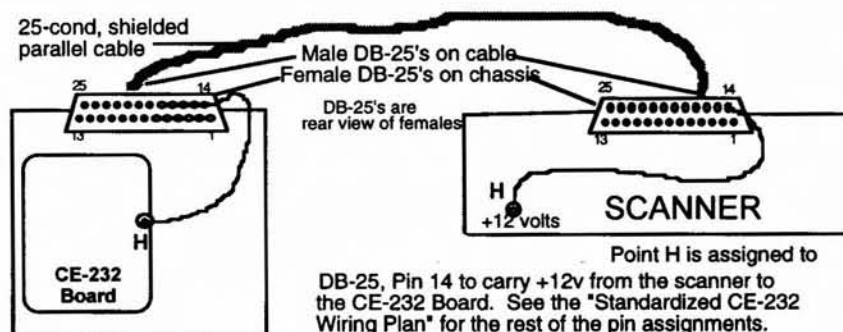 25-cond, shielded
parallel cable
Male DB-25's on cable
Female DB-25's on chassis
25 14
13 1
DB-25's are
rear view of females
25 14
13 1
H
CE-232
Board
H
+12 volts
SCANNER
Point H is assigned to
DB-25, Pin 14 to carry +12v from the scanner to
the CE-232 Board. See the "Standardized CE-232
Wiring Plan" for the rest of the pin assignments.